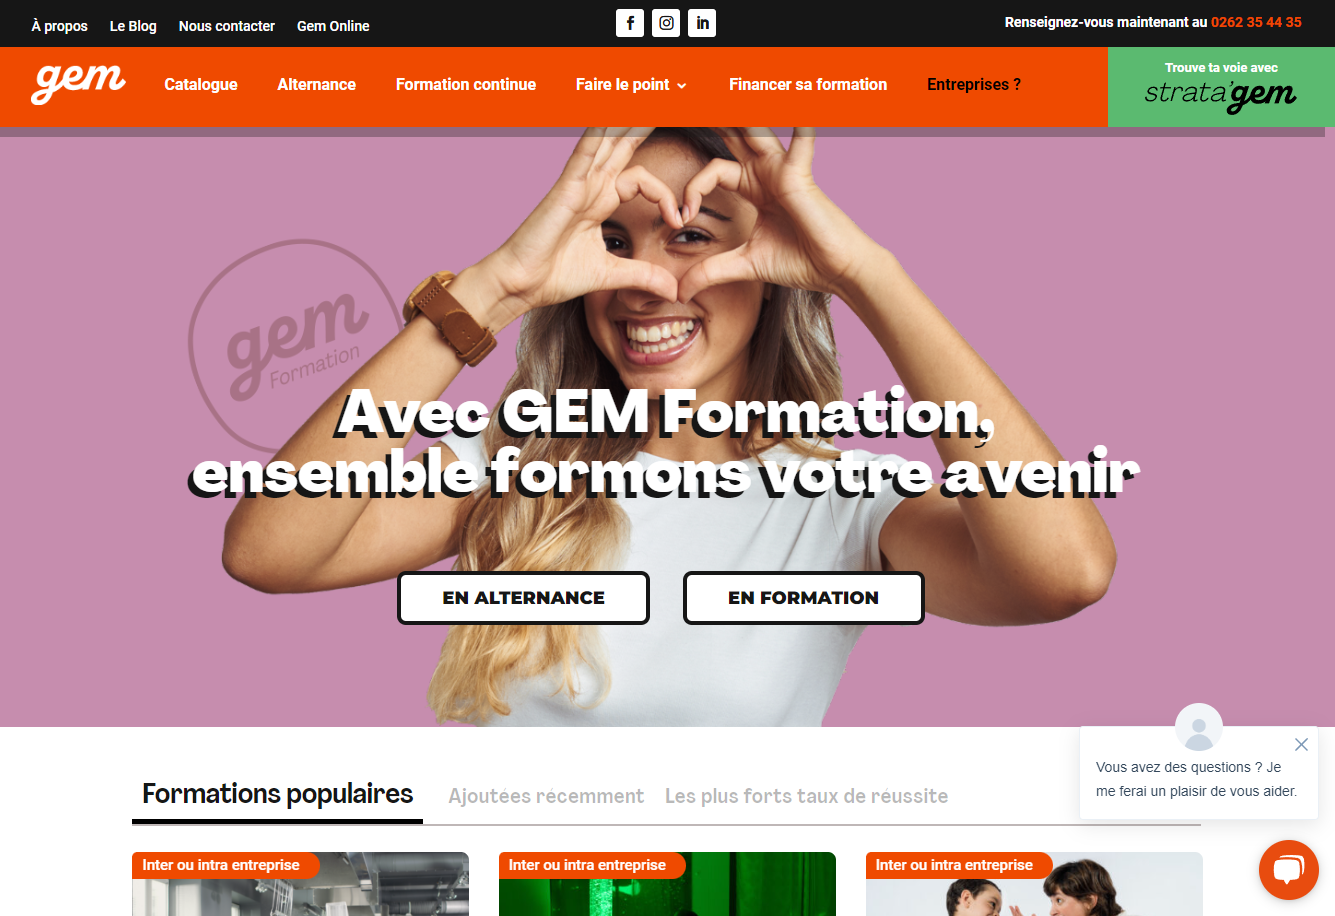 À propos Le Blog Nous contacter Gem Online
Renseignez-vous maintenant au 0262 35 44 35
gem Catalogue Alternance Formation continue Faire le point Financer sa formation Entreprises ?
Trouve ta voie avec
strata'gem
gem
Formation
Avec GEM Formation,
ensemble formons votre avenir
EN ALTERNANCE EN FORMATION
Vous avez des questions ? Je
me ferai un plaisir de vous aider.
Formations populaires Ajoutées récemment Les plus forts taux de réussite
Inter ou intra entreprise Inter ou intra entreprise Inter ou intra entreprise